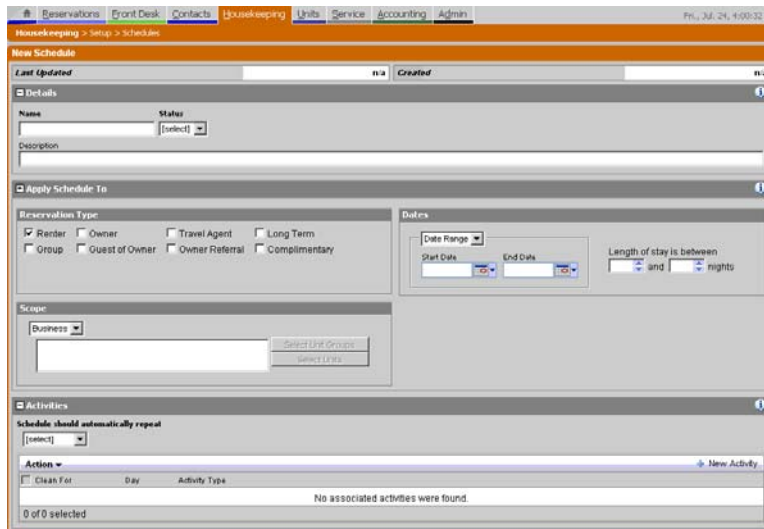 Reservations Front Desk Contacts Housekeeping Units Service Accounting Admin Fri., Jul. 24, 4:00:32
Housekeeping > Setup > Schedules
New Schedule
Last Updated n/a Created n/a
Details
Name Status
[select]
Description
Apply Schedule To
Reservation Type Dates
Renter Owner Travel Agent Long Term
Group Guest of Owner Owner Referral Complimentary
Date Range
Start Date End Date
Length of stay is between
and nights
Scope
Business
Select Unit Groups
Select Units
Activities
Schedule should automatically repeat
[select]
Action New Activity
Clean For Day Activity Type
No associated activities were found.
0 of 0 selected